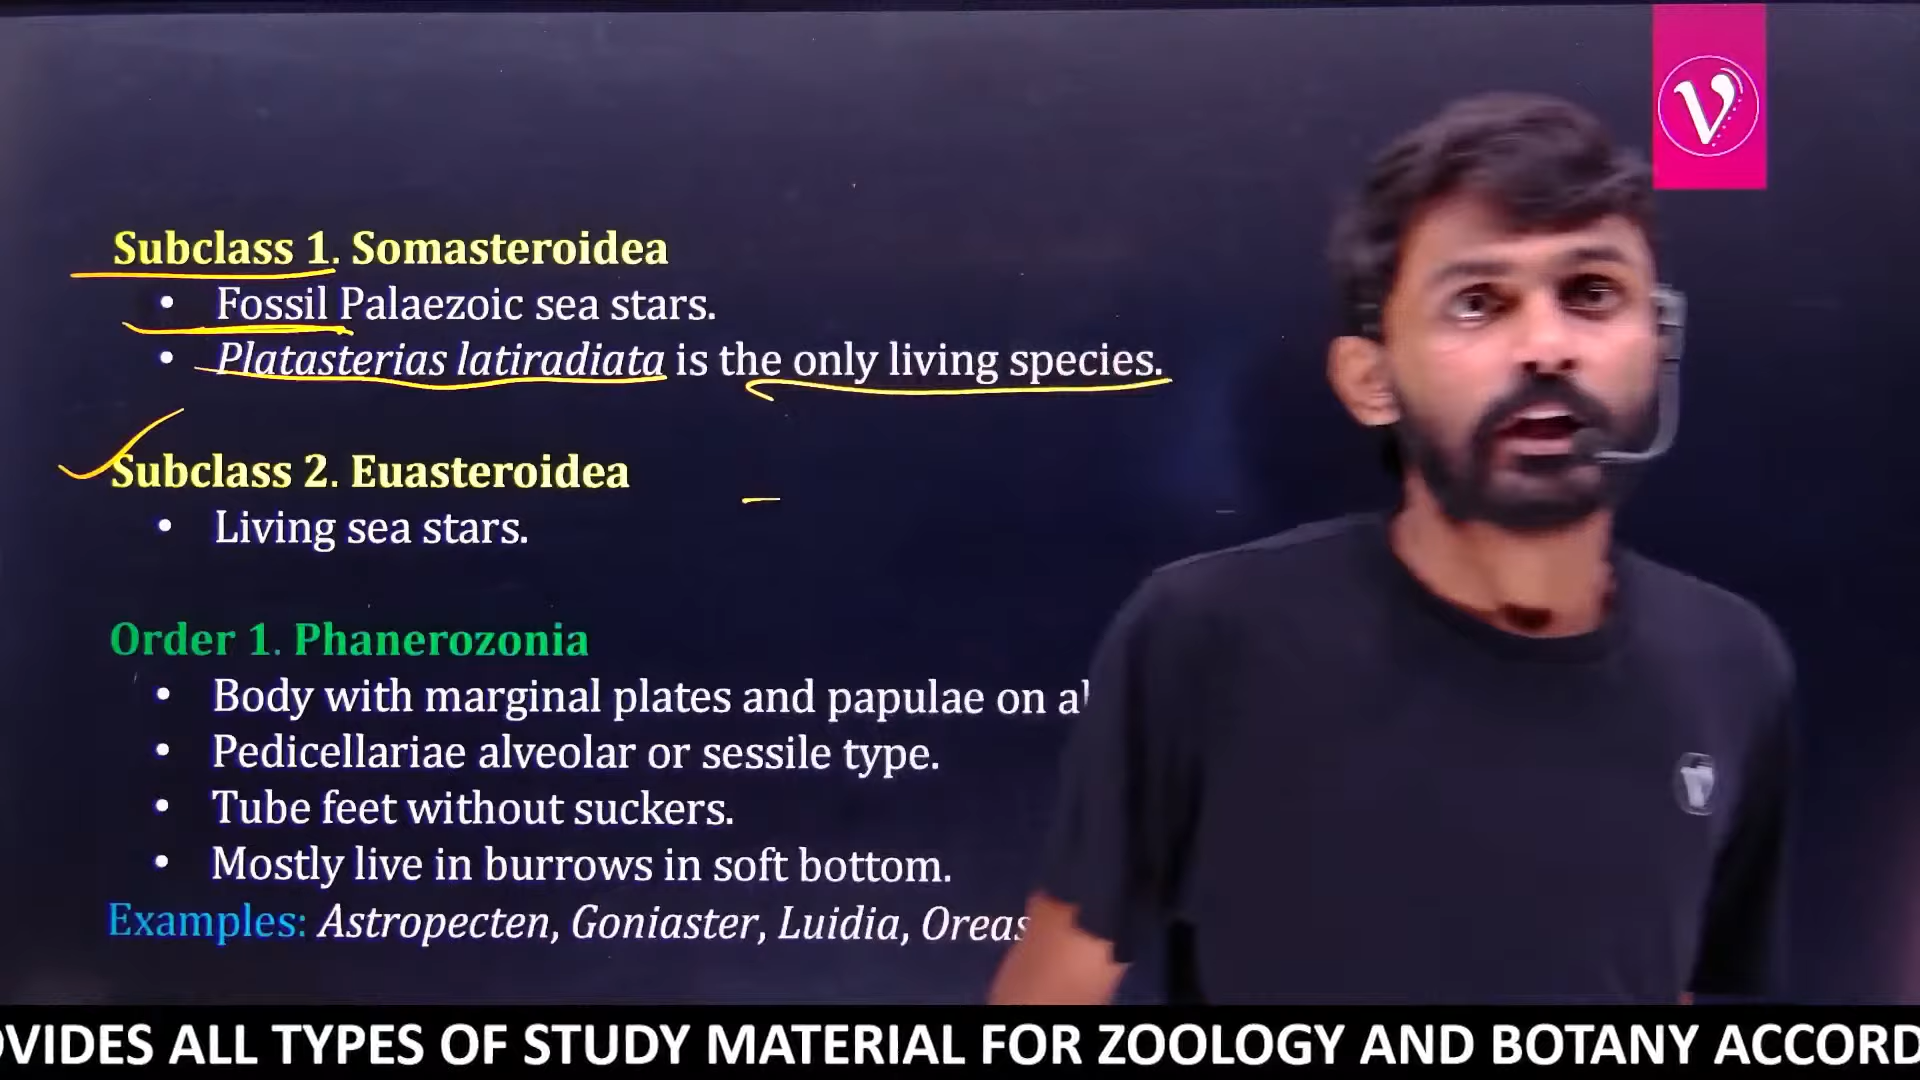 Subclass 1. Somasteroidea
• Fossil Palaezoic sea stars.
• Platasterias latiradiata is the only living species.
Subclass 2. Euasteroidea
• Living sea stars.
Order 1. Phanerozonia
• Body with marginal plates and papulae on
• Pedicellariae alveolar or sessile type.
• Tube feet without suckers.
• Mostly live in burrows in soft bottom.
Examples: Astropecten, Goniaster, Luidia, Oreas
OVIDES ALL TYPES OF STUDY MATERIAL FOR ZOOLOGY AND BOTANY ACCORD
V